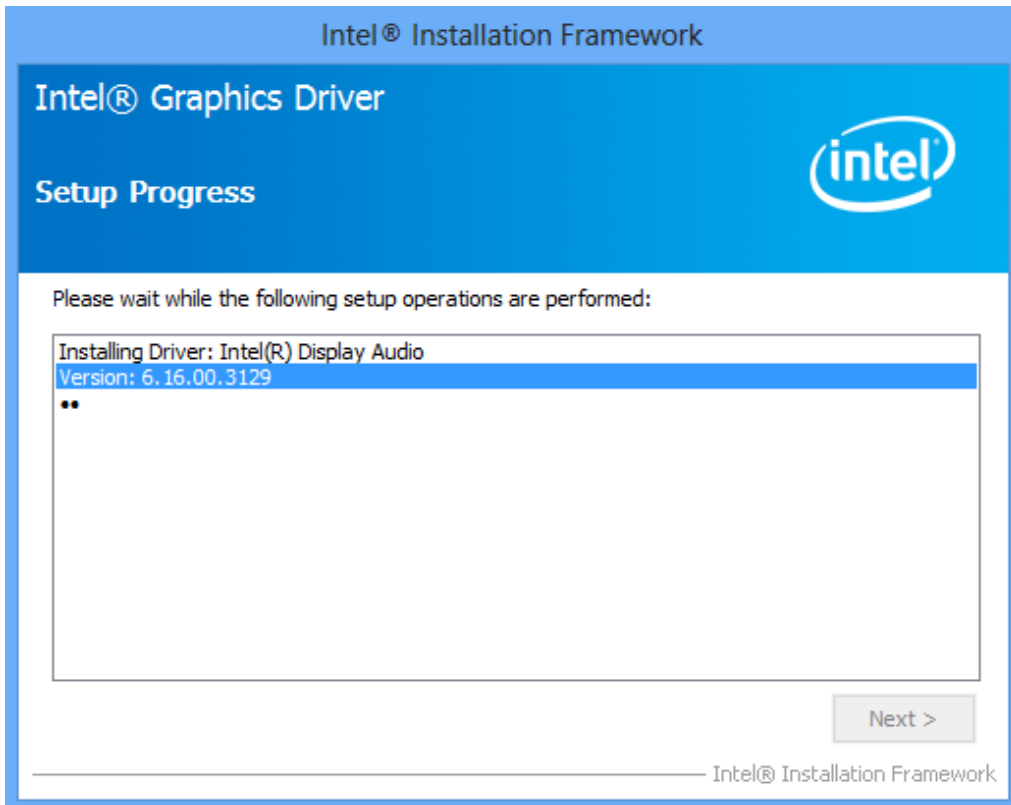 Intel® Installation Framework
Intel® Graphics Driver
intel
Setup Progress
Please wait while the following setup operations are performed:
Installing Driver: Intel(R) Display Audio
Version: 6.16.00.3129
••
Next >
Intel® Installation Framework